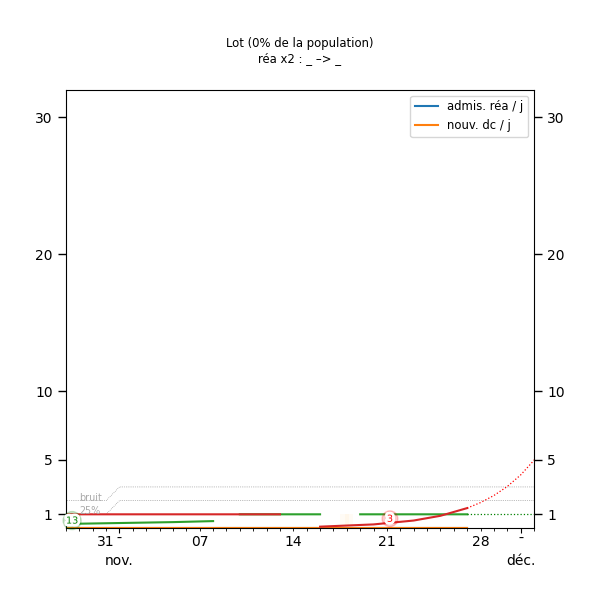 Lot (0% de la population)
réa x2 : _ –> _
admis. réa / j
nouv. dc / j
30 30
20 20
10 10
5 5
bruit
25%
1 1
13
3
31 - 07 14 21 28 -
nov. déc.